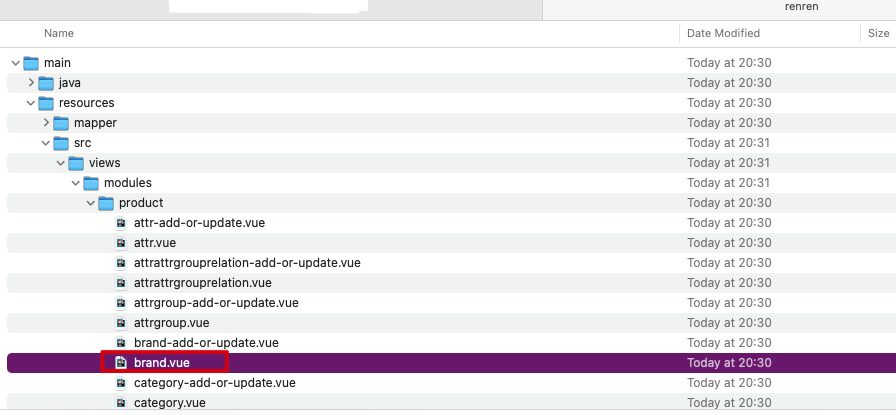 renren
Name Date Modified Size
main Today at 20:30
java Today at 20:30
resources Today at 20:30
mapper Today at 20:30
src Today at 20:31
views Today at 20:31
modules Today at 20:31
product Today at 20:30
attr-add-or-update.vue Today at 20:30
attr.vue Today at 20:30
attrattrgrouprelation-add-or-update.vue Today at 20:30
attrattrgrouprelation.vue Today at 20:30
attrgroup-add-or-update.vue Today at 20:30
attrgroup.vue Today at 20:30
brand-add-or-update.vue Today at 20:30
brand.vue Today at 20:30
category-add-or-update.vue Today at 20:30
category.vue Today at 20:30